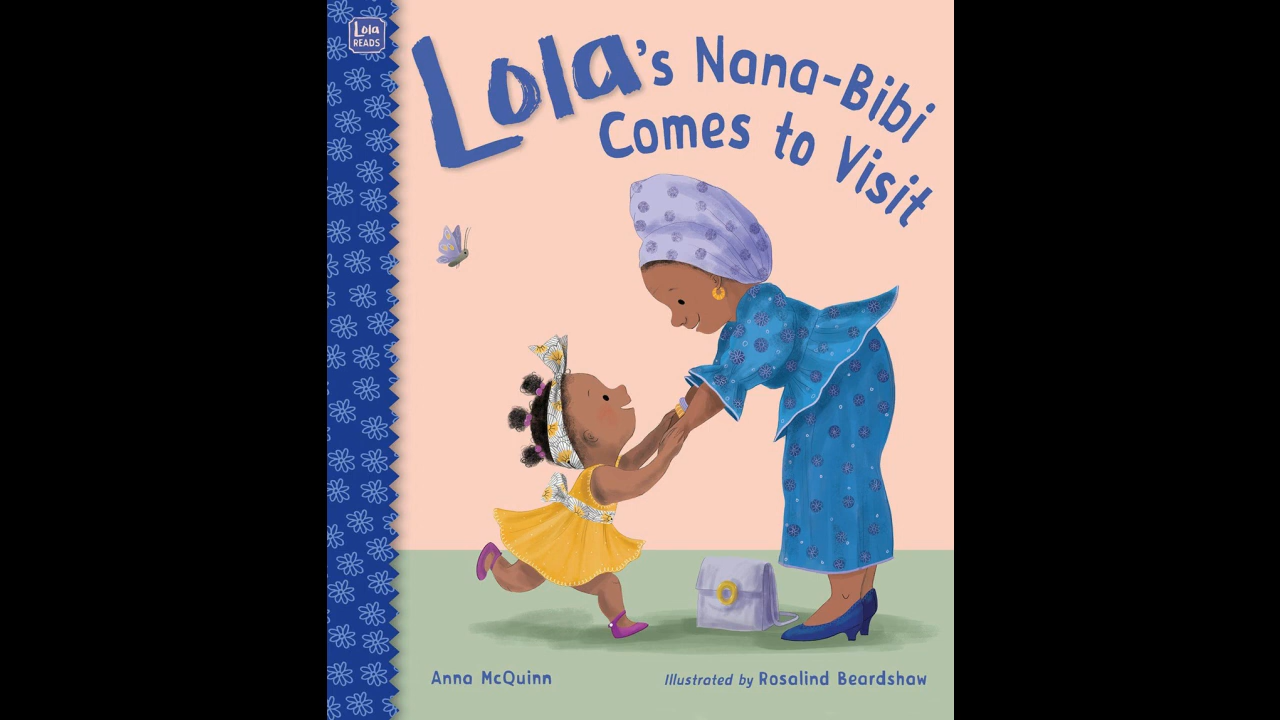 Lola
READS
Lola's Nana-Bibi
Comes to Visit
Anna McQuinn
Illustrated by Rosalind Beardshaw